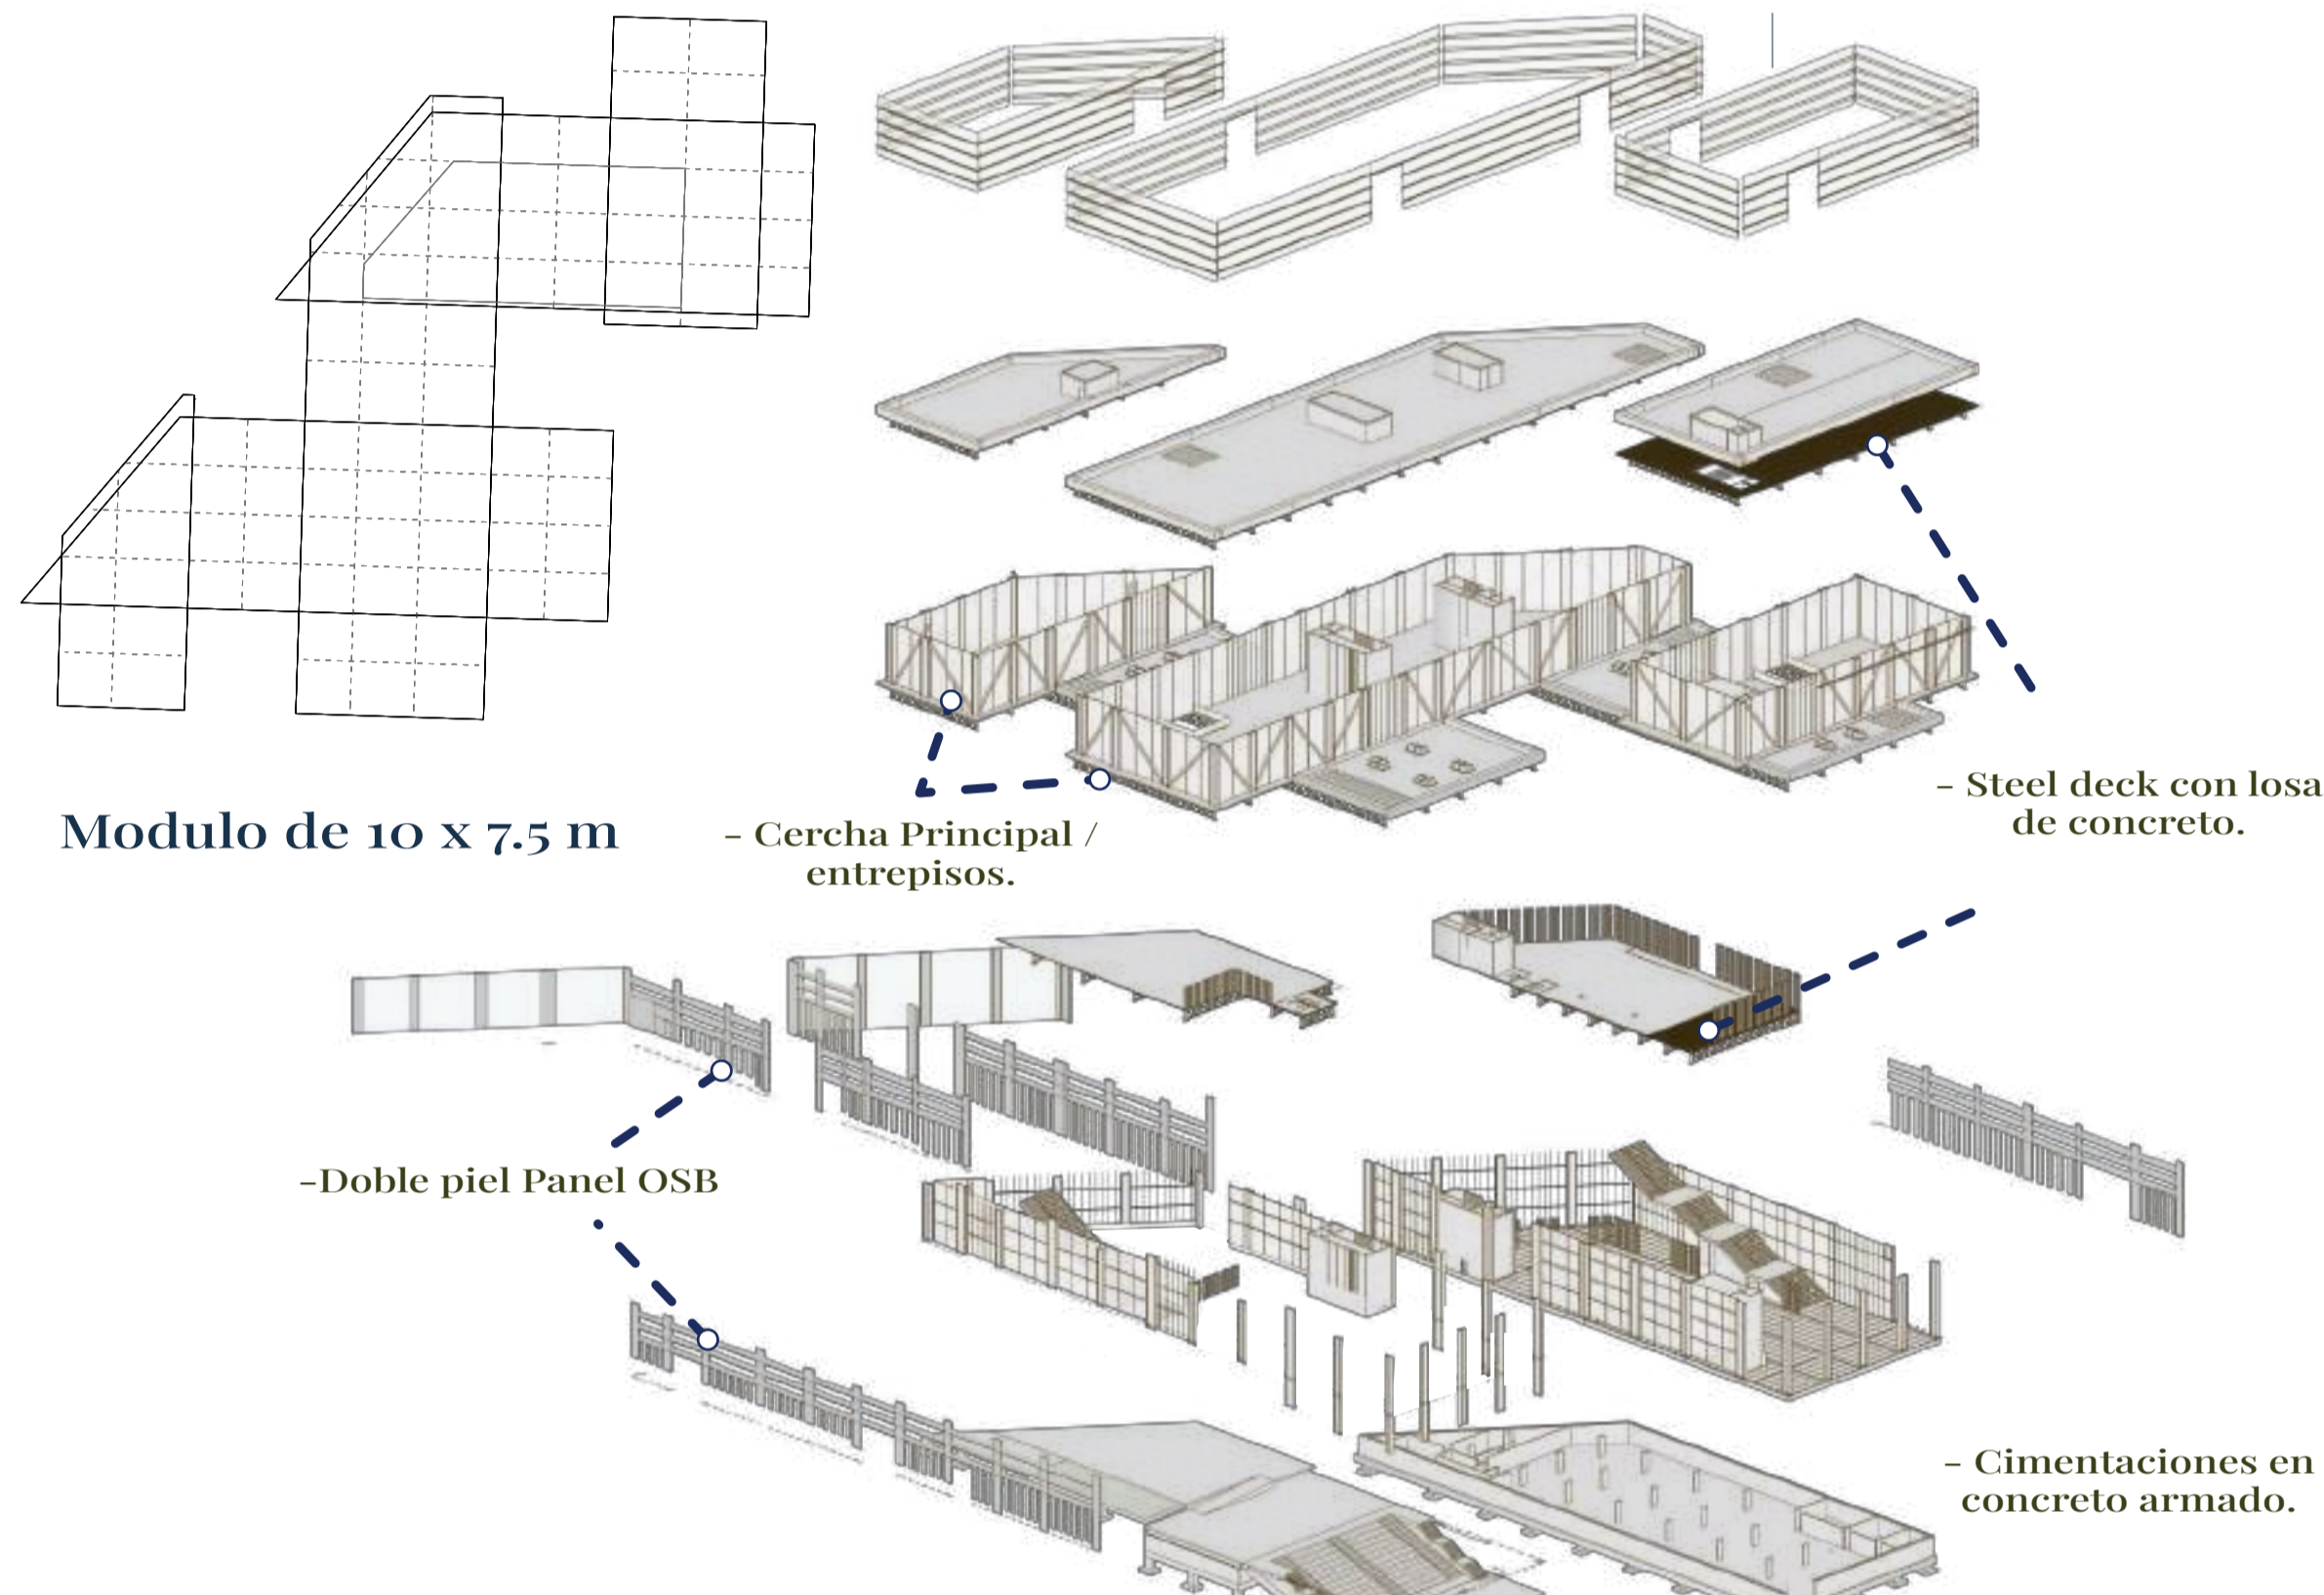 Modulo de 10 x 7.5 m
- Cercha Principal /
entrepisos.
- Steel deck con losa
de concreto.
-Doble piel Panel OSB
- Cimentaciones en
concreto armado.